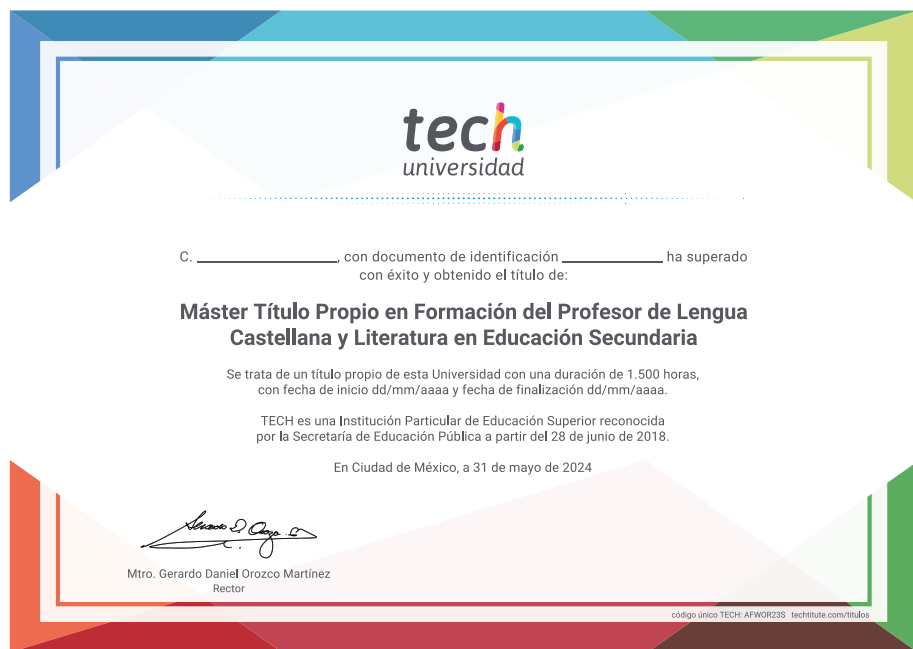 tech
universidad
C. ____________________, con documento de identificación ______________ ha superado
con éxito y obtenido el título de:
Máster Título Propio en Formación del Profesor de Lengua
Castellana y Literatura en Educación Secundaria
Se trata de un título propio de esta Universidad con una duración de 1.500 horas,
con fecha de inicio dd/mm/aaaa y fecha de finalización dd/mm/aaaa.
TECH es una Institución Particular de Educación Superior reconocida
por la Secretaría de Educación Pública a partir del 28 de junio de 2018.
En Ciudad de México, a 31 de mayo de 2024
Mtro. Gerardo Daniel Orozco Martínez
Rector
código único TECH: AFWOR23S techtitute.com/titulos